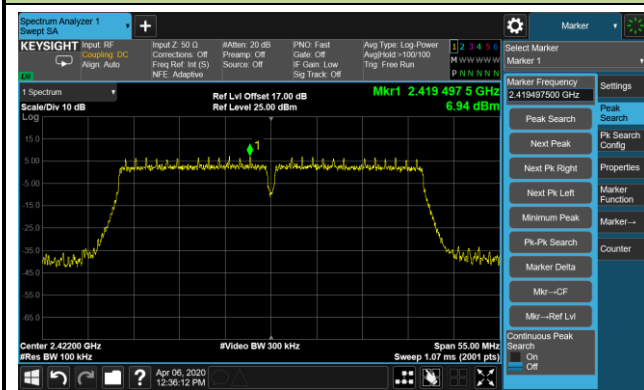 Spectrum Analyzer 1
Swept SA
Marker
KEYSIGHT
Input: RF
Coupling: DC
Align: Auto
Input Z: 50 Ω
Corrections: Off
Freq Ref: Int (S)
NFE: Adaptive
#Atten: 20 dB
Preamp: Off
Source: Off
PNO: Fast
Gate: Off
IF Gain: Low
Sig Track: Off
Avg Type: Log-Power
Avg|Hold:>100/100
Trig: Free Run
1 2 3 4 5 6
M W W W W W
P N N N N N
Select Marker
Marker 1
LXI
1 Spectrum
Scale/Div 10 dB
Log
Ref Lvl Offset 17.00 dB
Ref Level 25.00 dBm
Mkr1 2.419 497 5 GHz
6.94 dBm
1
15.0
5.00
-5.00
-15.0
-25.0
-35.0
-45.0
-55.0
-65.0
Center 2.42200 GHz
#Res BW 100 kHz
#Video BW 300 kHz
Span 55.00 MHz
Sweep 1.07 ms (2001 pts)
Marker Frequency
2.419497500 GHz
Peak Search
Next Peak
Next Pk Right
Next Pk Left
Minimum Peak
Pk-Pk Search
Marker Delta
Mkr→CF
Mkr→Ref Lvl
Continuous Peak
Search
On
Off
Settings
Peak
Search
Pk Search
Config
Properties
Marker
Function
Marker→
Counter
Apr 06, 2020
12:36:12 PM